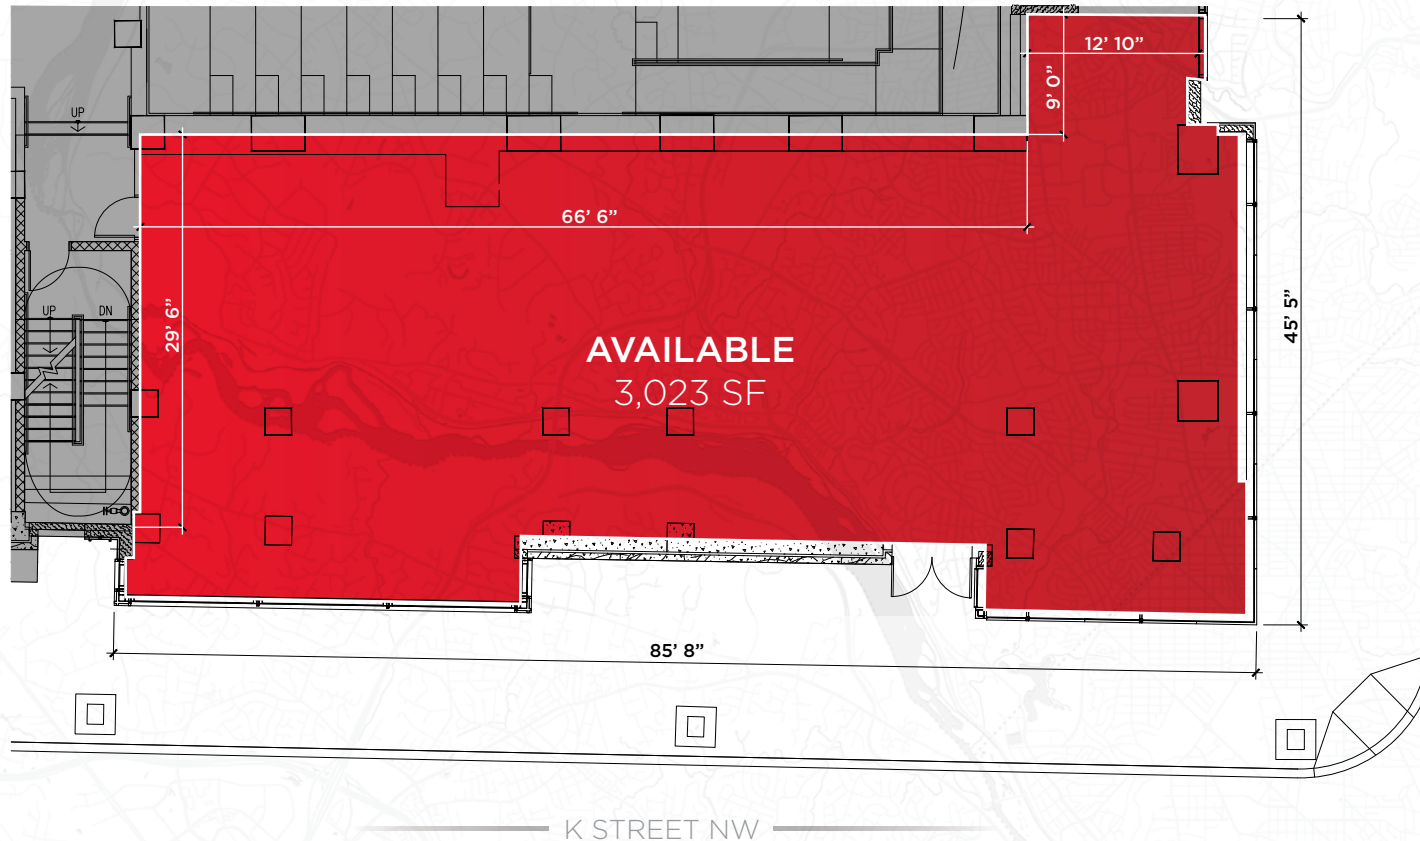 12’ 10”
9’ 0”
UP
66’ 6”
29’ 6”
45’ 5”
UP
DN
AVAILABLE
3,023 SF
85’ 8”
K STREET NW